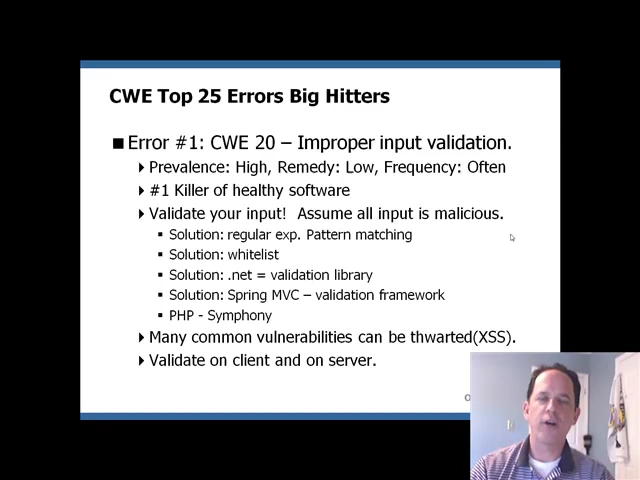 CWE Top 25 Errors Big Hitters
Error #1: CWE 20 – Improper input validation.
Prevalence: High, Remedy: Low, Frequency: Often
#1 Killer of healthy software
Validate your input!  Assume all input is malicious.
Solution: regular exp. Pattern matching
Solution: whitelist
Solution: .net = validation library
Solution: Spring MVC – validation framework
PHP - Symphony
Many common vulnerabilities can be thwarted(XSS).
Validate on client and on server.